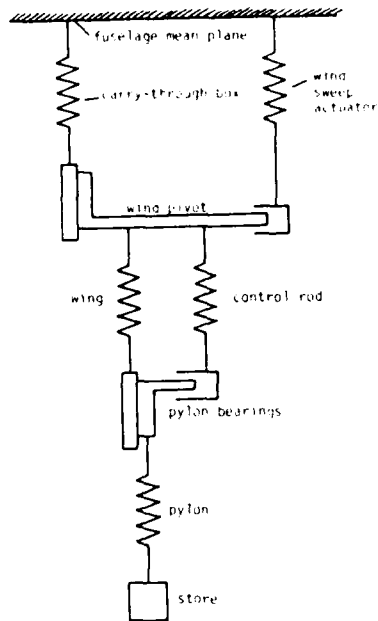 fuselage mean plane
carry-through box
wing
sweep
actuator
wing pivot
wing
control rod
pylon bearings
pylon
store